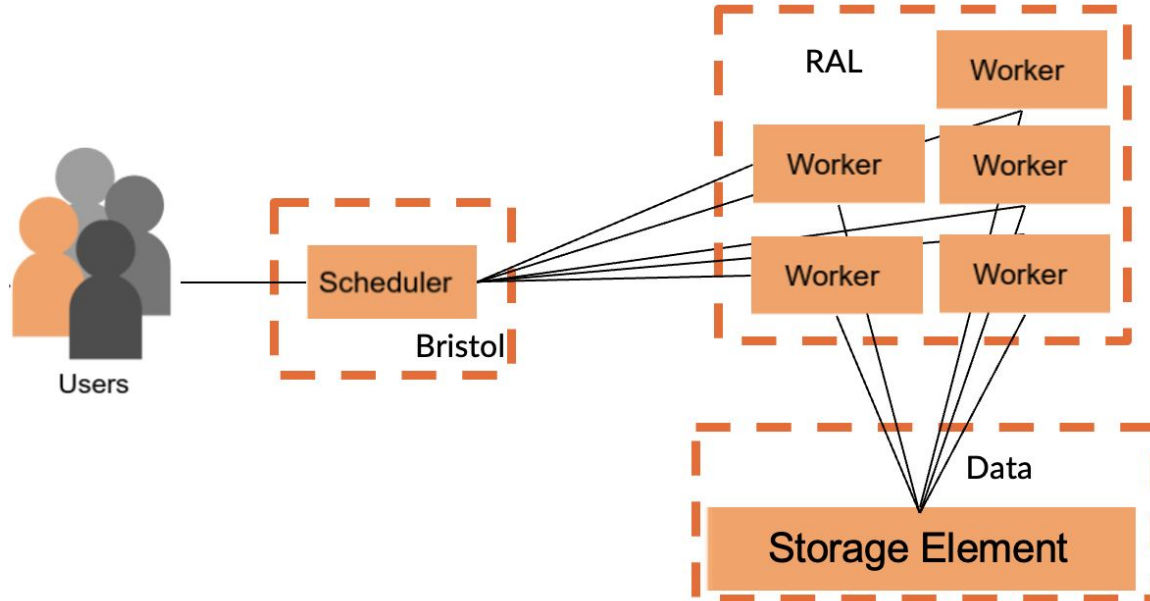 RAL
Worker
Worker
Worker
Worker
Worker
Scheduler
Bristol
Users
Data
Storage Element